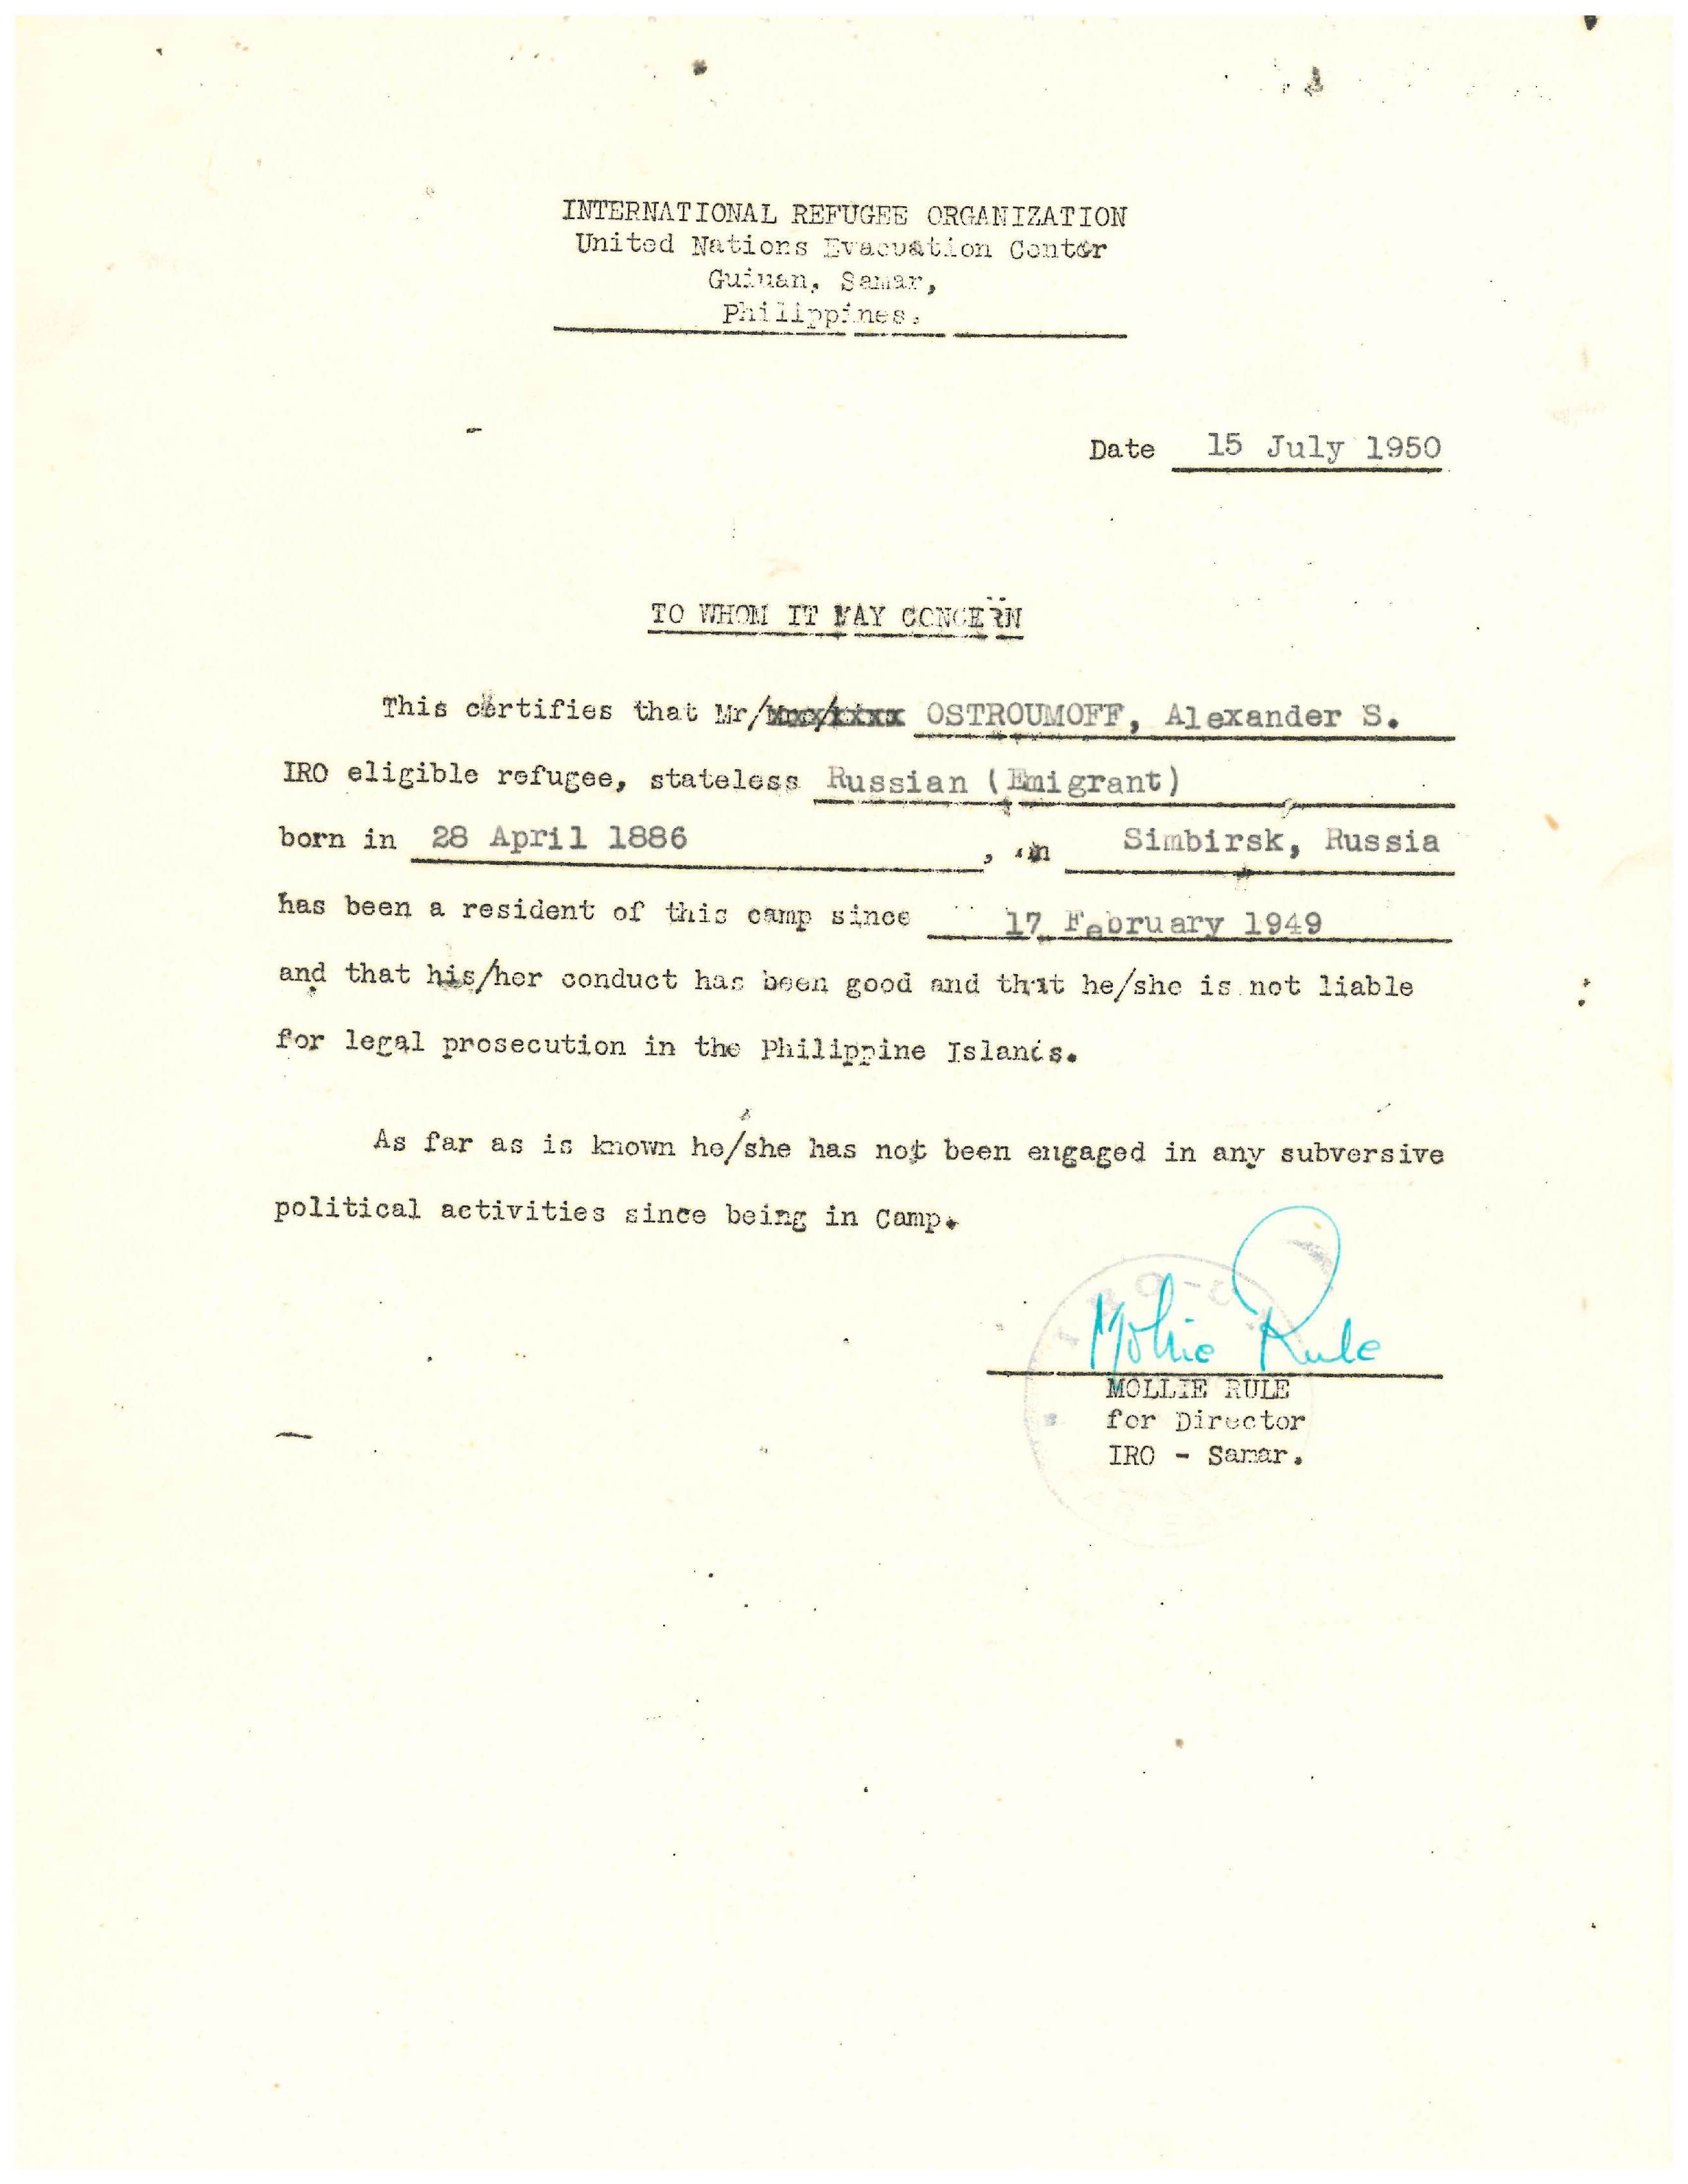 INTERNATIONAL REFUGEE ORGANIZATION
United Nations Evacuation Center
Guiuan, Samar,
Philippines.
Date 15 July 1950
TO WHOM IT MAY CONCERN
This certifies that Mr/ OSTROUMOFF, Alexander S.
IRO eligible refugee, stateless Russian (Emigrant)
born in 28 April 1886, in Simbirsk, Russia
has been a resident of this camp since 17 February 1949
and that his/her conduct has been good and that he/she is not liable
for legal prosecution in the Philippine Islands.
As far as is known he/she has not been engaged in any subversive
political activities since being in Camp.
Mollie Rule
MOLLIE RULE
for Director
IRO - Samar.